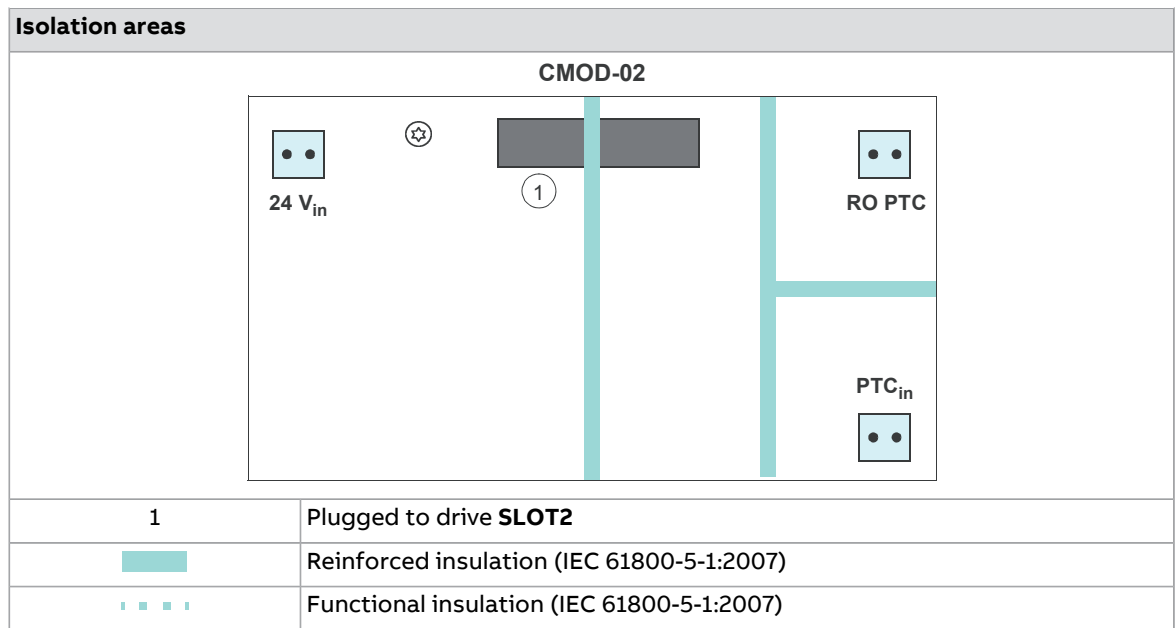 Isolation areas
CMOD-02
24 Vin
1
RO PTC
PTCin
1 Plugged to drive SLOT2
Reinforced insulation (IEC 61800-5-1:2007)
Functional insulation (IEC 61800-5-1:2007)